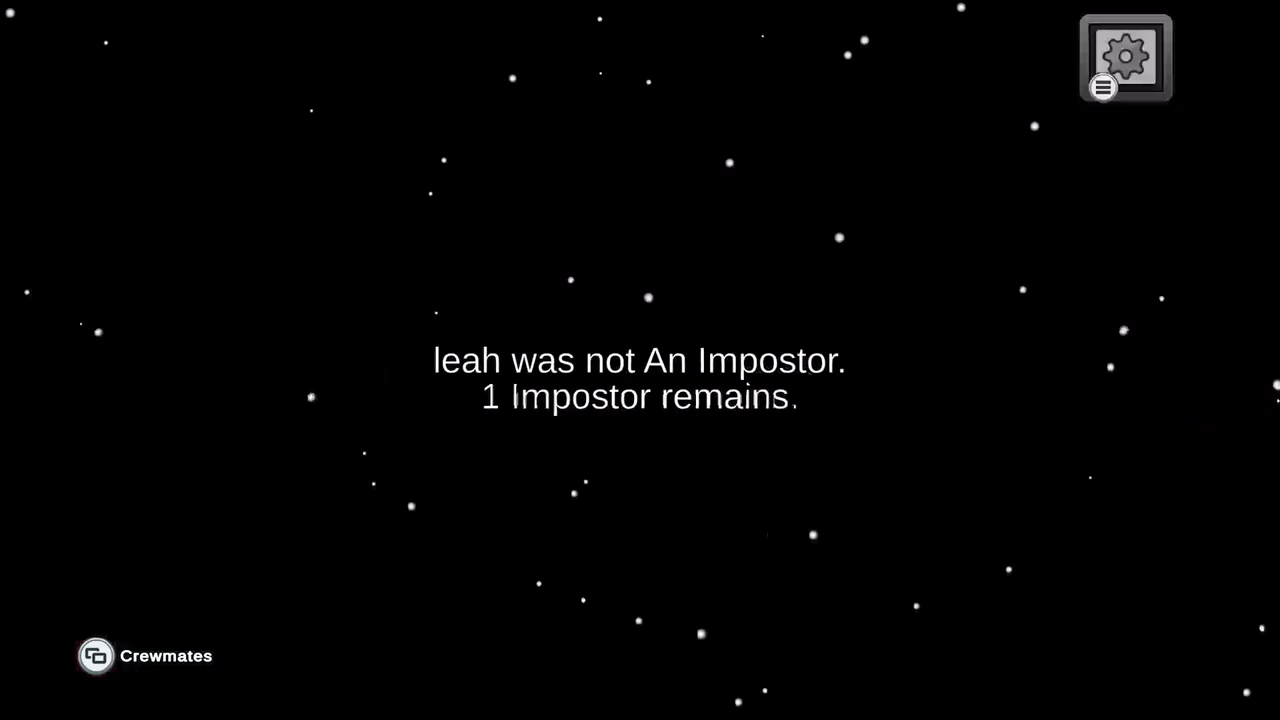 leah was not An Impostor.
1 Impostor remains.
Crewmates